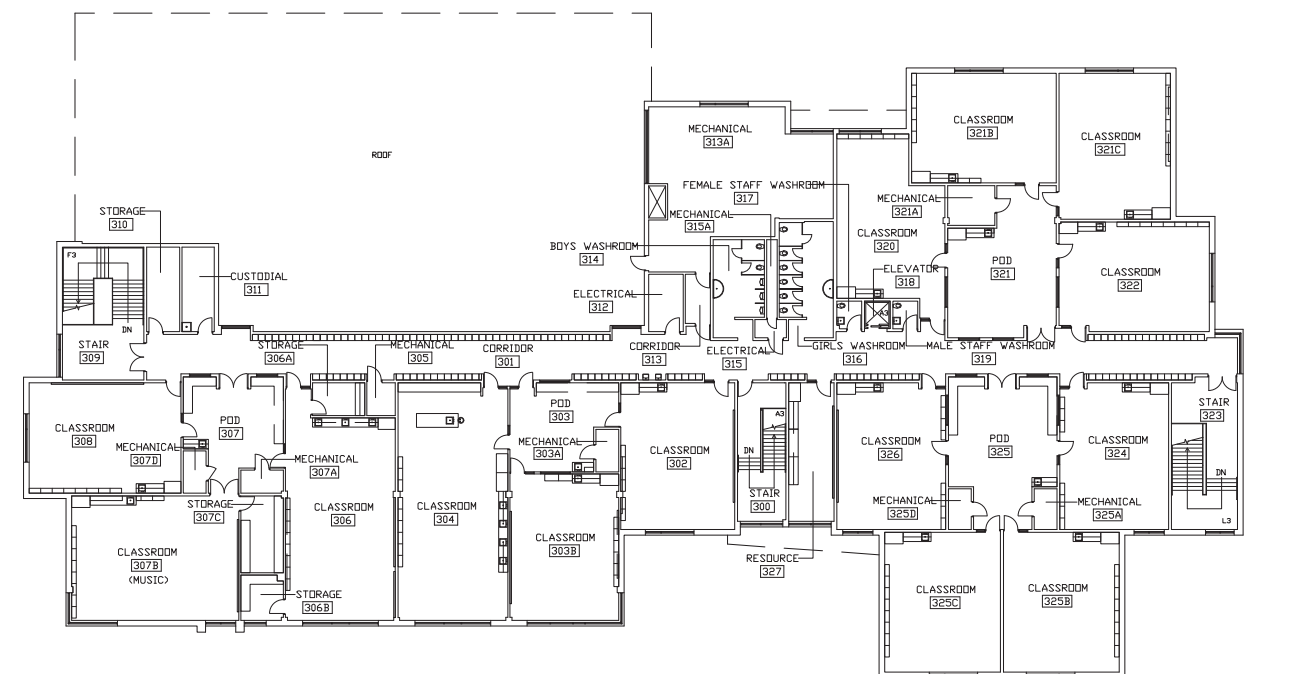 ROOF
CLASSROOM
321B
CLASSROOM
321C
MECHANICAL
313A
FEMALE STAFF WASHROOM
317
MECHANICAL
315A
MECHANICAL
321A
STORAGE
310
BOYS WASHROOM
314
CLASSROOM
320
F3
CUSTODIAL
311
ELECTRICAL
312
ELEVATOR
318
POD
321
CLASSROOM
322
A3
DN
STAIR
309
STORAGE
306A
MECHANICAL
305
CORRIDOR
301
CORRIDOR
313
ELECTRICAL
315
GIRLS WASHROOM
316
MALE STAFF WASHROOM
319
CLASSROOM
308
MECHANICAL
307D
POD
307
MECHANICAL
307A
POD
303
MECHANICAL
303A
CLASSROOM
302
A3
DN
STAIR
300
CLASSROOM
326
POD
325
CLASSROOM
324
STAIR
323
DN
L3
STORAGE
307C
CLASSROOM
306
CLASSROOM
304
CLASSROOM
303B
MECHANICAL
325D
MECHANICAL
325A
CLASSROOM
307B
(MUSIC)
RESOURCE
327
STORAGE
306B
CLASSROOM
325C
CLASSROOM
325B